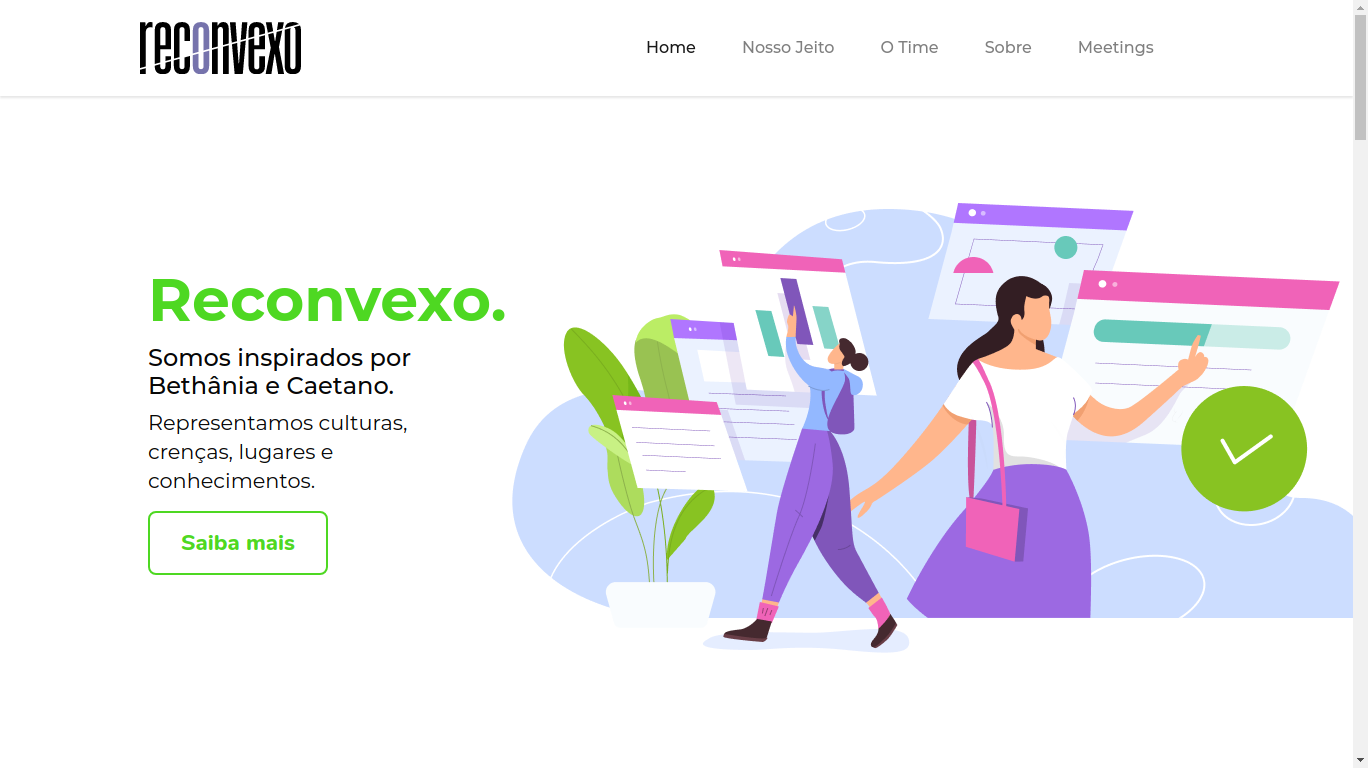 reconvexo
Home Nosso Jeito O Time Sobre Meetings
Reconvexo.
Somos inspirados por
Bethânia e Caetano.
Representamos culturas,
crenças, lugares e
conhecimentos.
Saiba mais